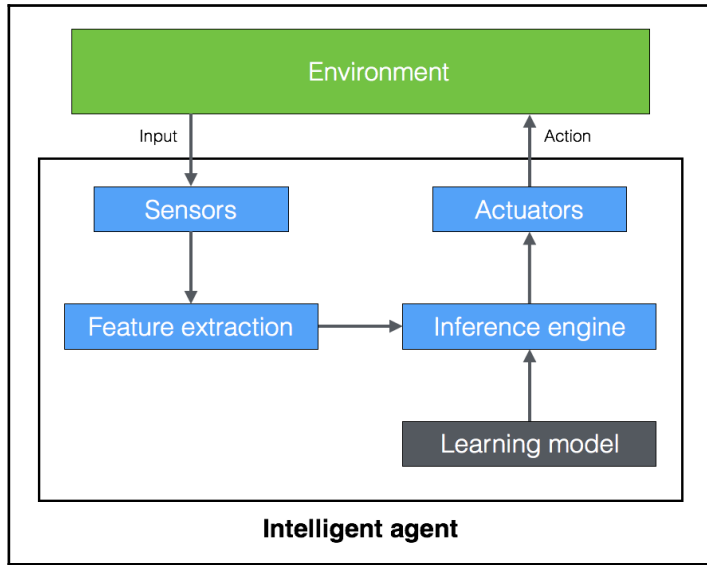 Environment
Input
Action
Sensors
Actuators
Feature extraction
Inference engine
Learning model
Intelligent agent